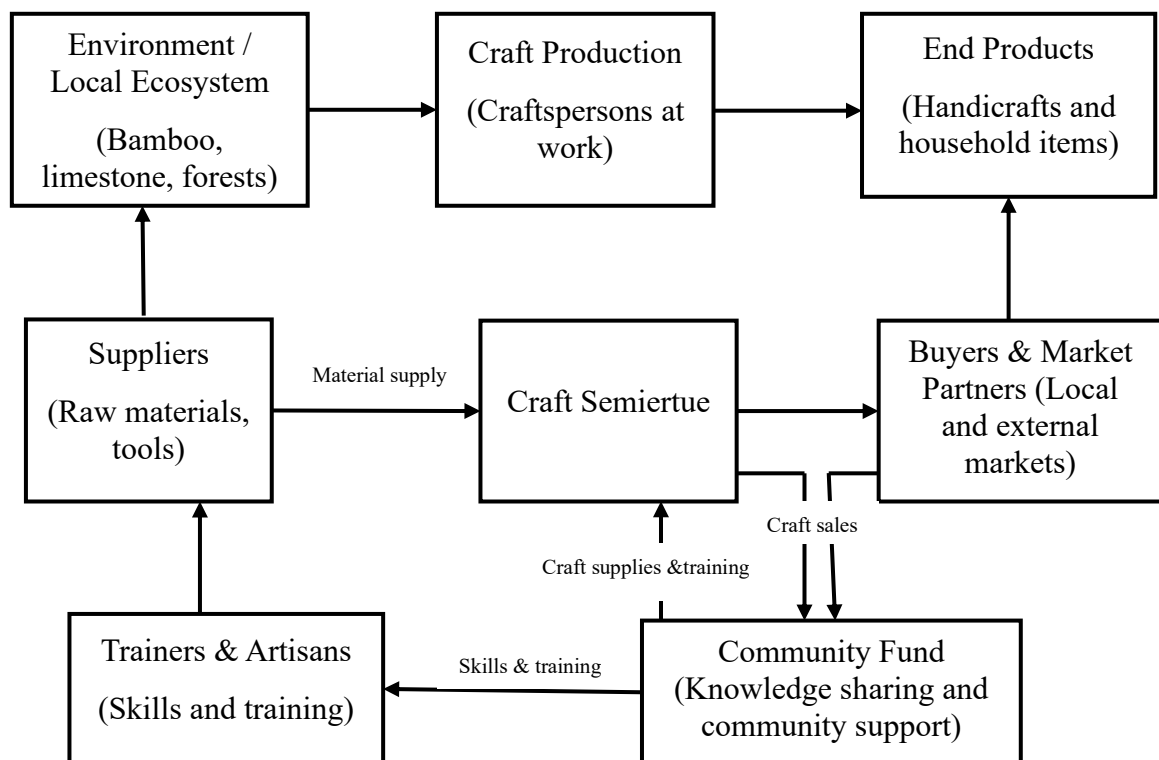 Environment /
Local Ecosystem
(Bamboo,
limestone, forests)
Craft Production
(Craftspersons at
work)
End Products
(Handicrafts and
household items)
Suppliers
(Raw materials,
tools)
Material supply
Craft Semiertue
Buyers & Market
Partners (Local
and external
markets)
Craft sales
Craft supplies &training
Trainers & Artisans
(Skills and training)
Skills & training
Community Fund
(Knowledge sharing and
community support)